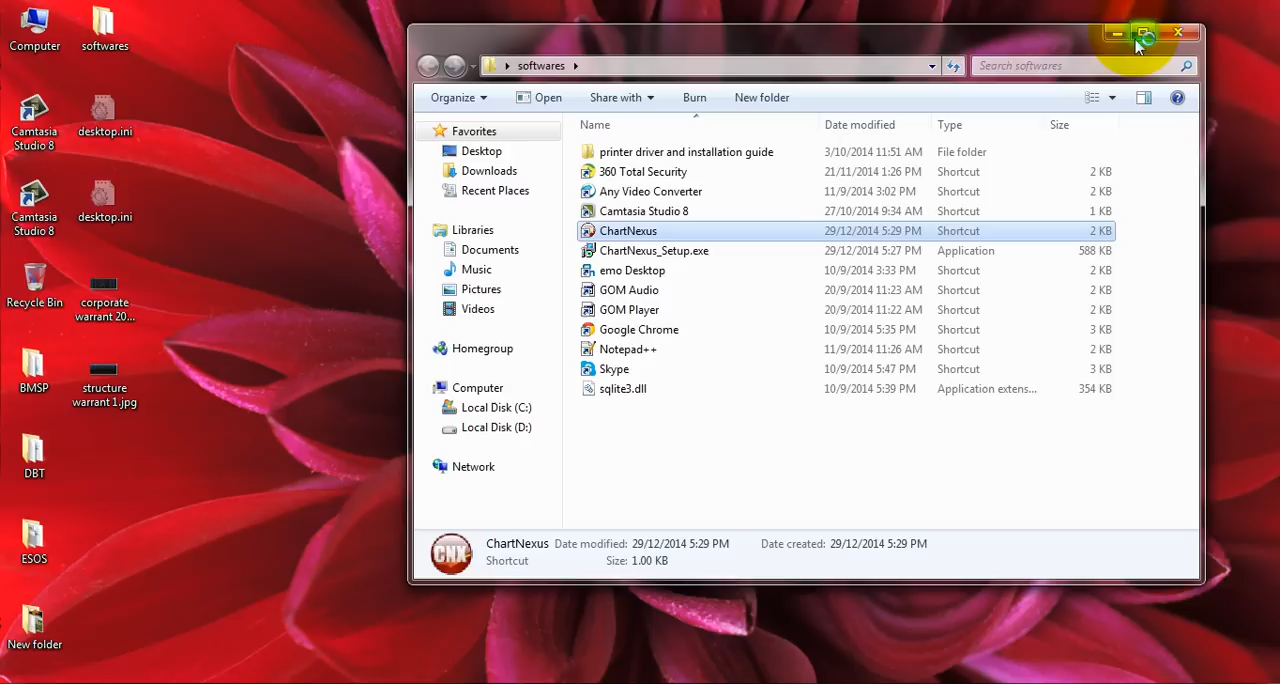 Computer
softwares
Camtasia
Studio 8
desktop.ini
Camtasia
Studio 8
desktop.ini
Recycle Bin
corporate
warrant 20...
BMSP
structure
warrant 1.jpg
DBT
ESOS
New folder
softwares
Search softwares
Organize
Open
Share with
Burn
New folder
Favorites
Desktop
Downloads
Recent Places
Libraries
Documents
Music
Pictures
Videos
Homegroup
Computer
Local Disk (C:)
Local Disk (D:)
Network
Name Date modified Type Size
printer driver and installation guide 3/10/2014 11:51 AM File folder
360 Total Security 21/11/2014 1:26 PM Shortcut 2 KB
Any Video Converter 11/9/2014 3:02 PM Shortcut 2 KB
Camtasia Studio 8 27/10/2014 9:34 AM Shortcut 1 KB
ChartNexus 29/12/2014 5:29 PM Shortcut 2 KB
ChartNexus_Setup.exe 29/12/2014 5:27 PM Application 588 KB
emo Desktop 10/9/2014 3:33 PM Shortcut 2 KB
GOM Audio 20/9/2014 11:23 AM Shortcut 2 KB
GOM Player 20/9/2014 11:22 AM Shortcut 2 KB
Google Chrome 10/9/2014 5:35 PM Shortcut 3 KB
Notepad++ 11/9/2014 11:26 AM Shortcut 2 KB
Skype 10/9/2014 5:47 PM Shortcut 3 KB
sqlite3.dll 10/9/2014 5:39 PM Application extens... 354 KB
CNX
ChartNexus Date modified: 29/12/2014 5:29 PM Date created: 29/12/2014 5:29 PM
Shortcut Size: 1.00 KB